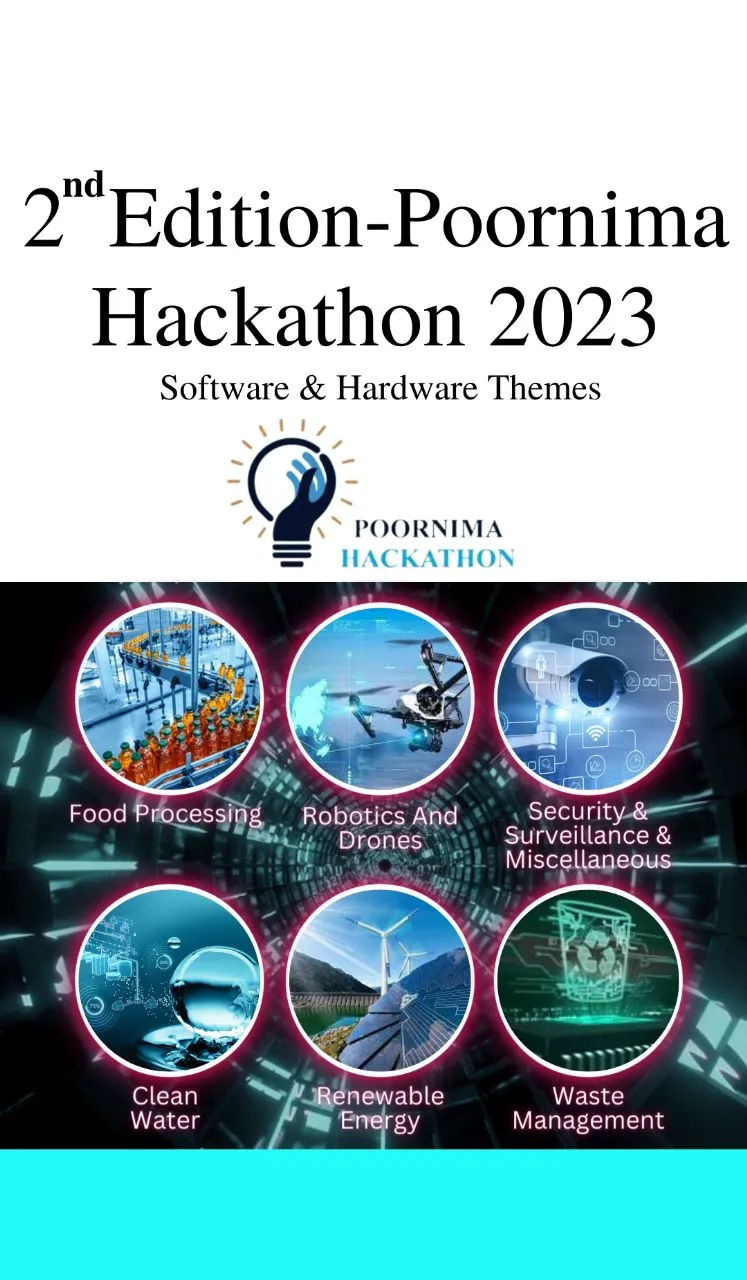 2nd Edition-Poornima
Hackathon 2023
Software & Hardware Themes
POORNIMA
HACKATHON
Food Processing
Robotics And
Drones
Security &
Surveillance &
Miscellaneous
Clean
Water
Renewable
Energy
Waste
Management